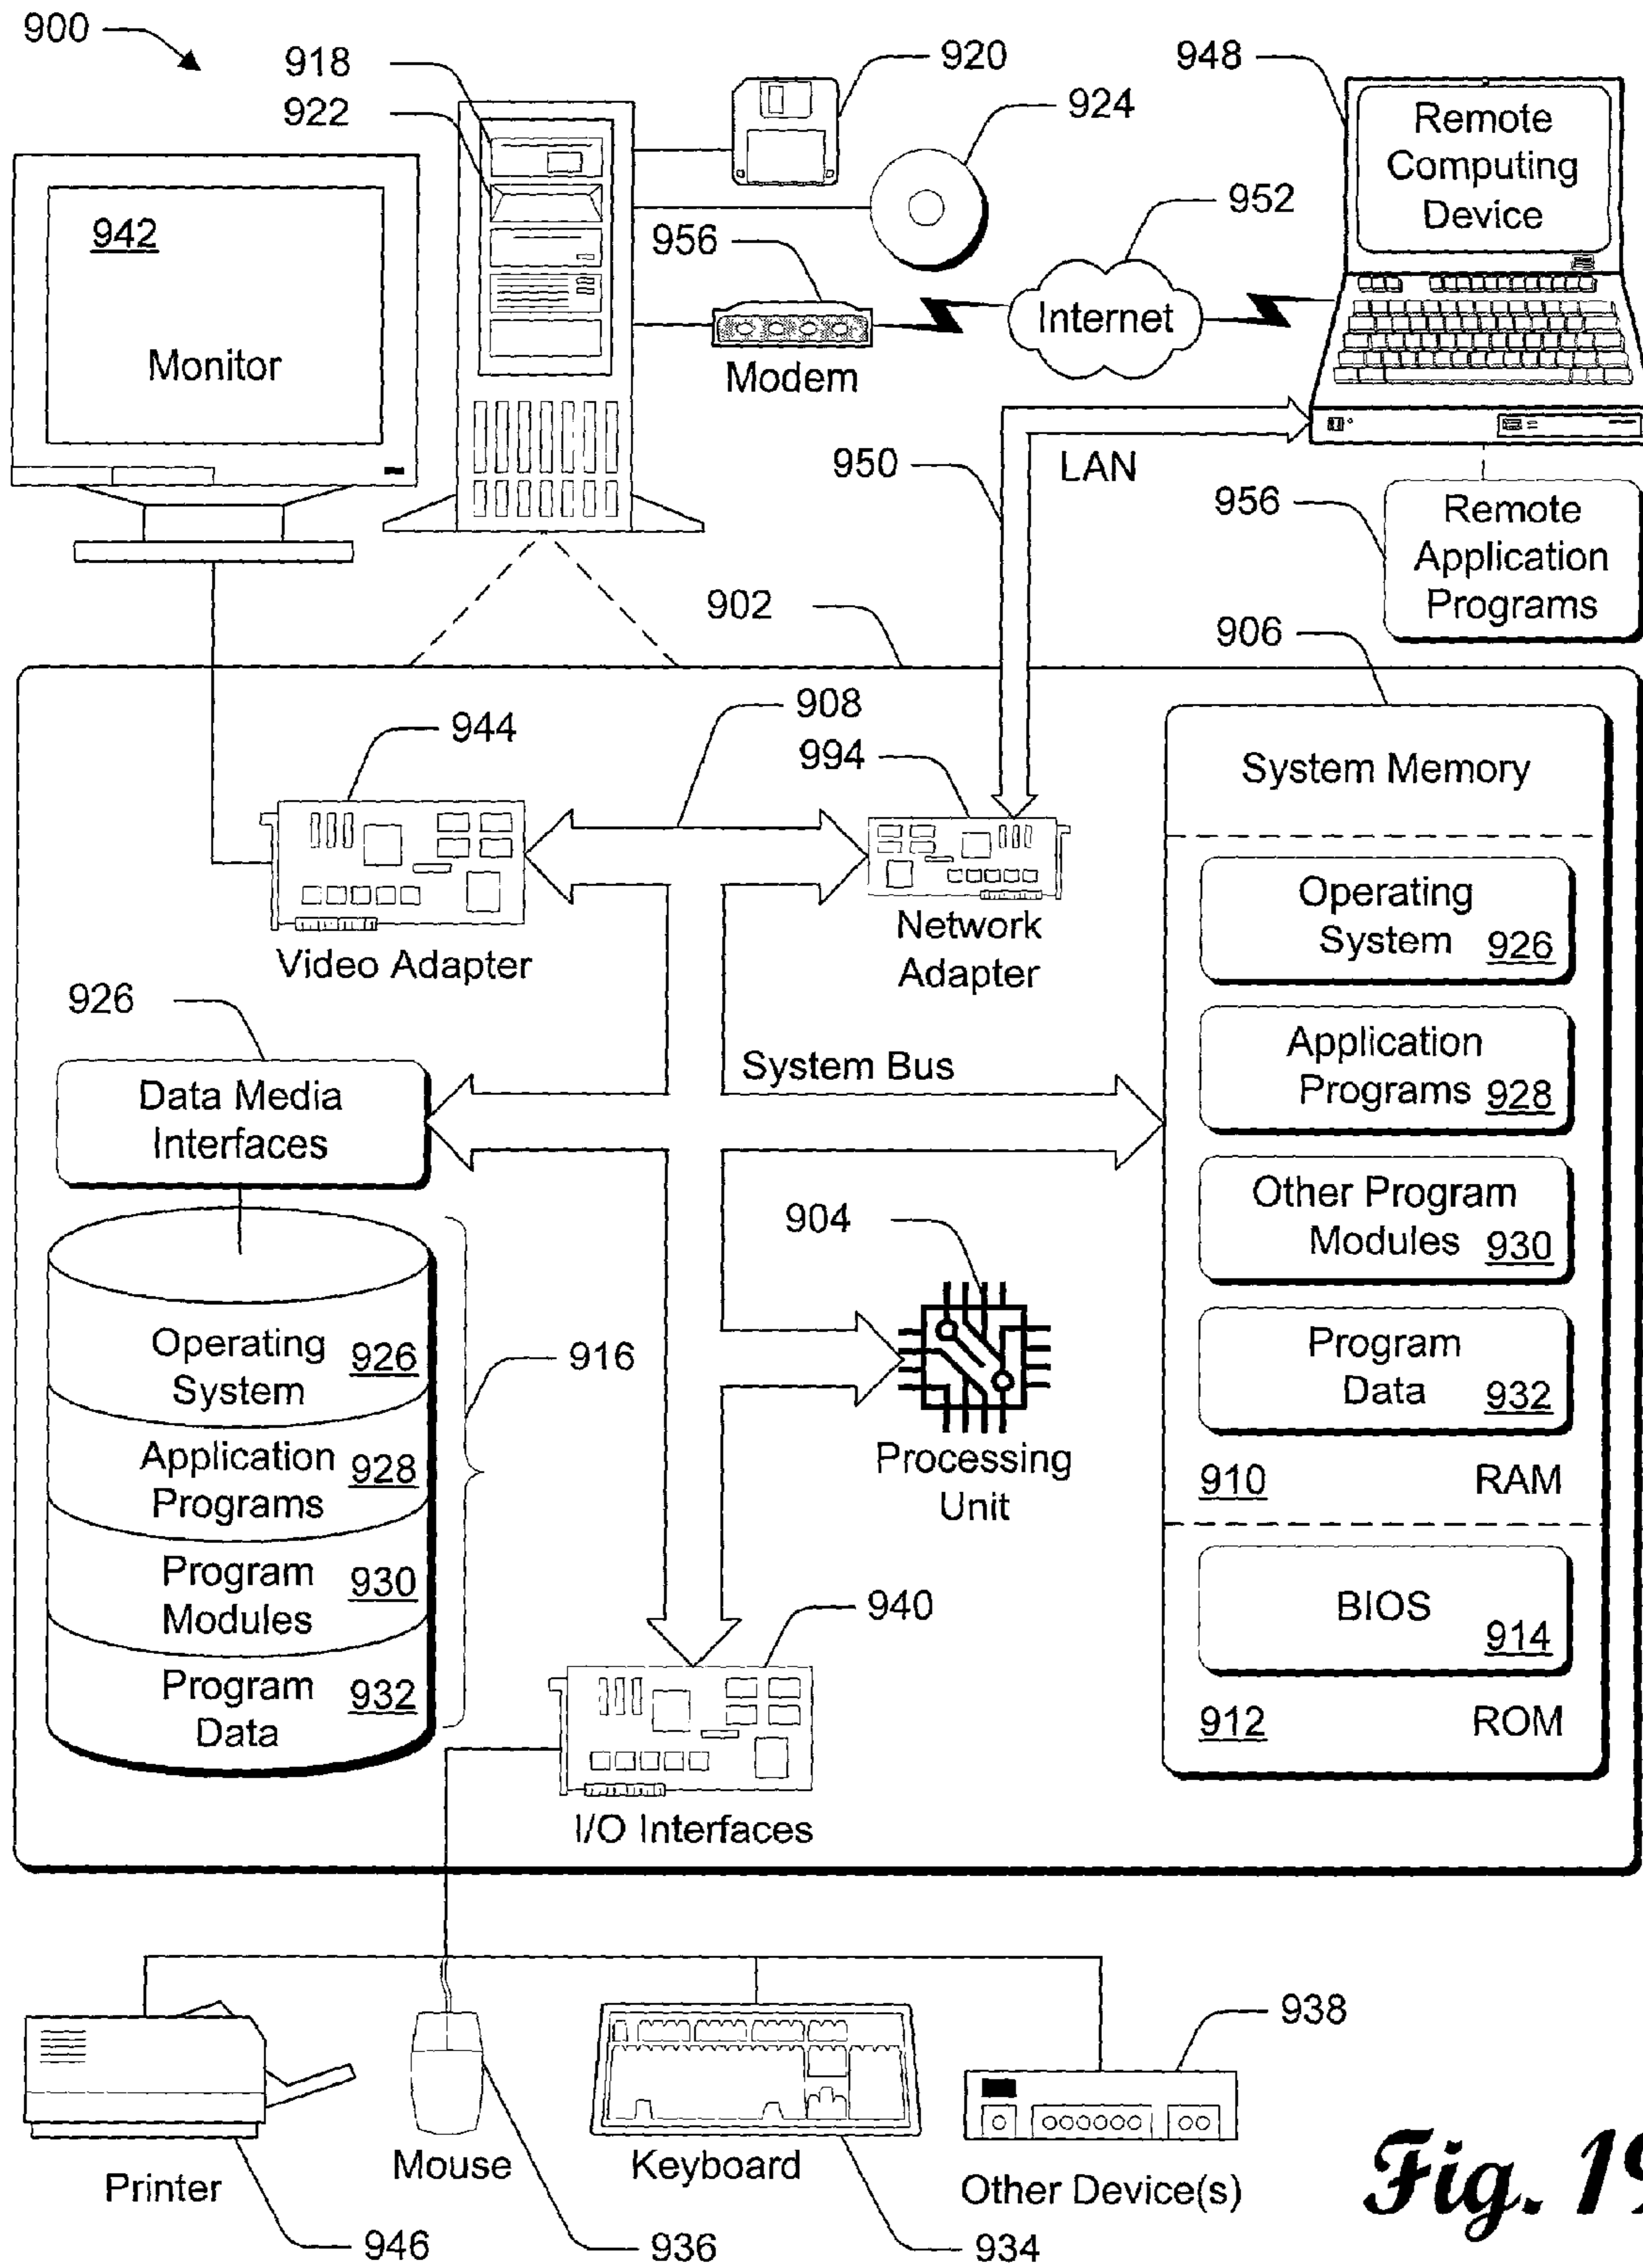 900
918
922
920
924
948
Remote
Computing
Device
942
Monitor
956
Modem
952
Internet
950
LAN
956
Remote
Application
Programs
902
906
944
908
994
Video Adapter
Network
Adapter
System Memory
Operating
System 926
Application
Programs 928
Other Program
Modules 930
Program
Data 932
910 RAM
BIOS
914
912 ROM
926
Data Media
Interfaces
System Bus
904
Processing
Unit
Operating
System 926
Application
Programs 928
Program
Modules 930
Program
Data 932
916
940
I/O Interfaces
Printer
946
Mouse
936
Keyboard
934
938
Other Device(s)
Fig. 19